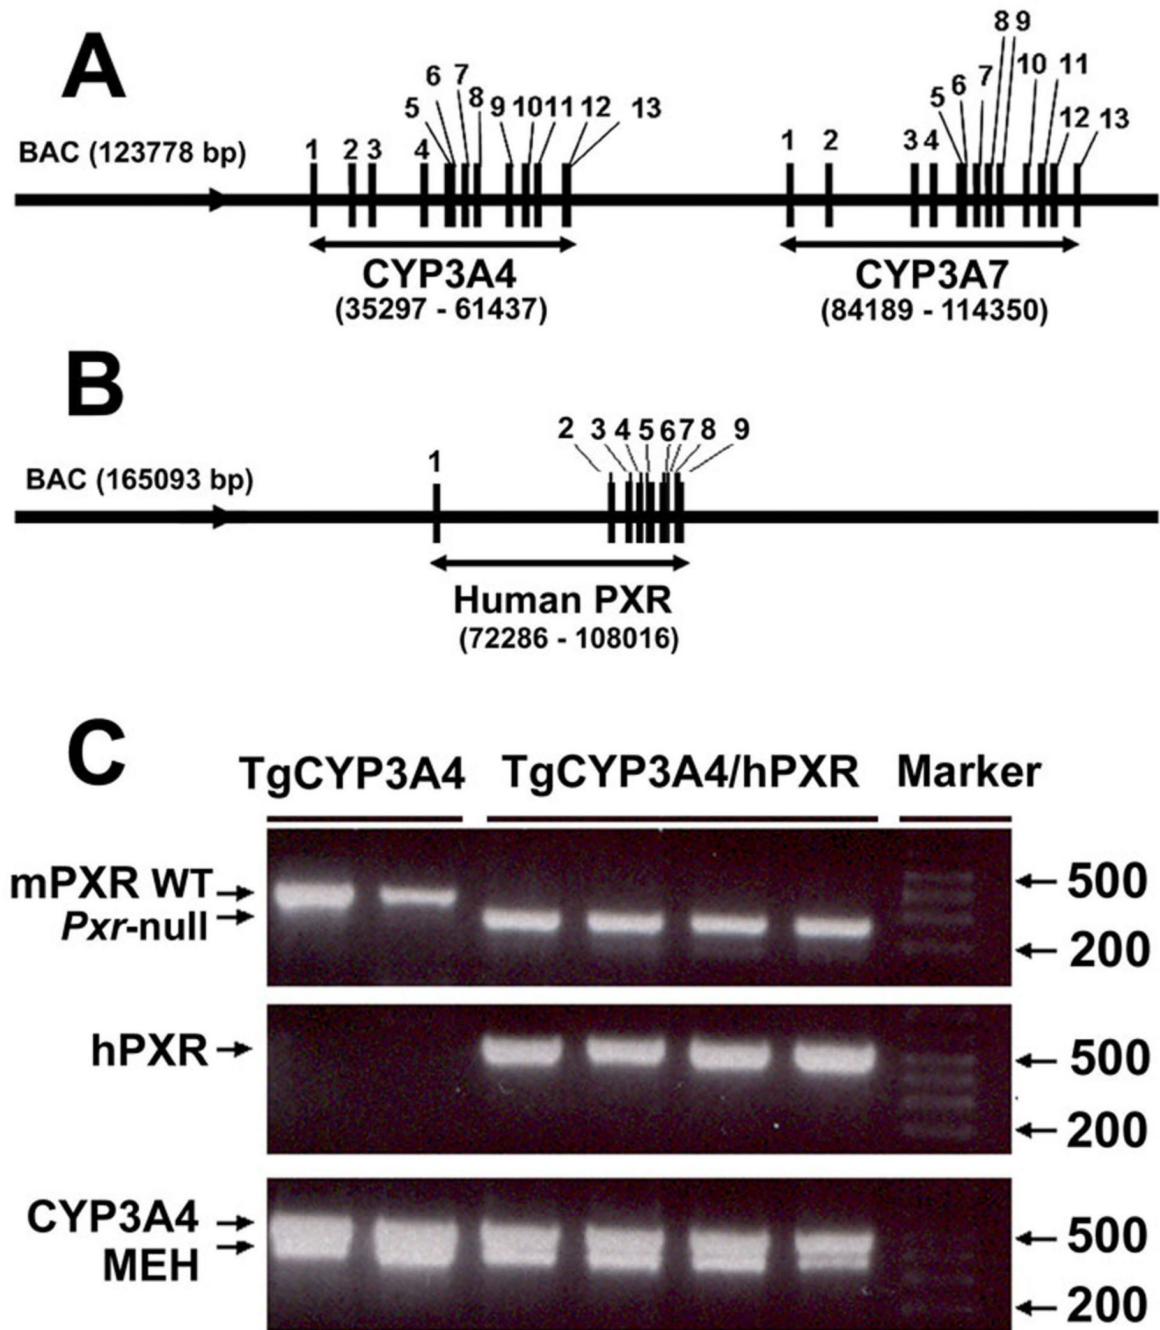 A
BAC (123778 bp)
1 2 3 4 5 6 7 8 9 10 11 12 13
1 2 3 4 5 6 7 8 9 10 11 12 13
CYP3A4
(35297 - 61437)
CYP3A7
(84189 - 114350)
B
BAC (165093 bp)
1 2 3 4 5 6 7 8 9
Human PXR
(72286 - 108016)
C
TgCYP3A4 TgCYP3A4/hPXR Marker
mPXR WT
Pxr-null
500
200
hPXR
500
200
CYP3A4
MEH
500
200